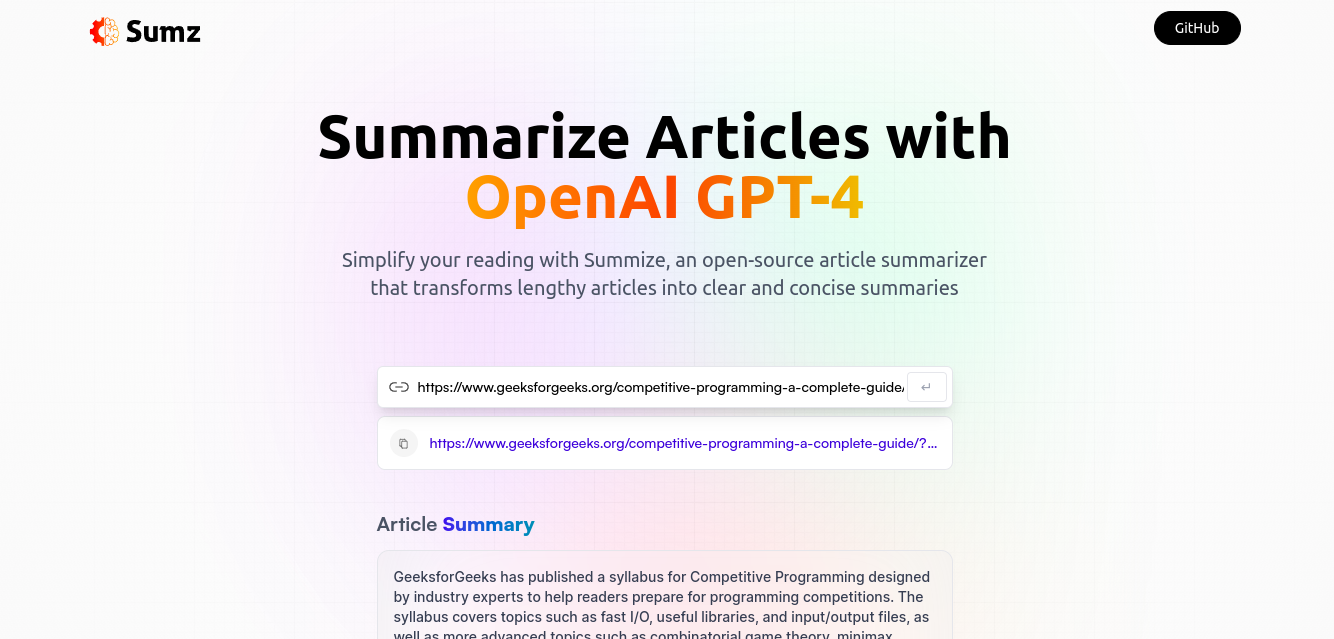 Sumz
GitHub
Summarize Articles with
OpenAI GPT-4
Simplify your reading with Summize, an open-source article summarizer
that transforms lengthy articles into clear and concise summaries
https://www.geeksforgeeks.org/competitive-programming-a-complete-guide/
https://www.geeksforgeeks.org/competitive-programming-a-complete-guide/?...
Article Summary
GeeksforGeeks has published a syllabus for Competitive Programming designed
by industry experts to help readers prepare for programming competitions. The
syllabus covers topics such as fast I/O, useful libraries, and input/output files, as
well as more advanced topics such as combinatorial game theory, minimax